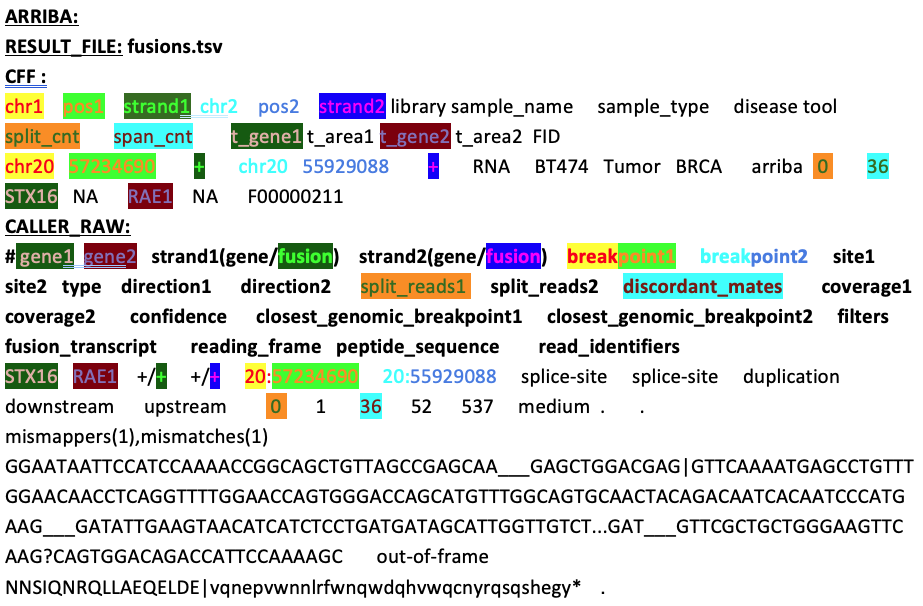 ARRIBA:
RESULT_FILE: fusions.tsv
CFF :
chr1 pos1 strand1 chr2 pos2 strand2 library sample_name sample_type disease tool
split_cnt span_cnt t_gene1 t_area1 t_gene2 t_area2 FID
chr20 57234690 + chr20 55929088 + RNA BT474 Tumor BRCA arriba 0 36
STX16 NA RAE1 NA F00000211
CALLER_RAW:
#gene1 gene2 strand1(gene/fusion) strand2(gene/fusion) breakpoint1 breakpoint2 site1
site2 type direction1 direction2 split_reads1 split_reads2 discordant_mates coverage1
coverage2 confidence closest_genomic_breakpoint1 closest_genomic_breakpoint2 filters
fusion_transcript reading_frame peptide_sequence read_identifiers
STX16 RAE1 +/+ +/+ 20:57234690 20:55929088 splice-site splice-site duplication
downstream upstream 0 1 36 52 537 medium . .
mismappers(1),mismatches(1)
GGAATAATTCCATCCAAAACCGGCAGCTGTTAGCCGAGCAA___GAGCTGGACGAG|GTTCAAAATGAGCCTGTTT
GGAACAACCTCAGGTTTTGGAACCAGTGGGACCAGCATGTTTGGCAGTGCAACTACAGACAATCACAATCCCATG
AAG___GATATTGAAGTAACATCATCTCCTGATGATAGCATTGGTTGTCT...GAT___GTTCGCTGCTGGGAAGTTC
AAG?CAGTGGACAGACCATTCCAAAAGC out-of-frame
NNSIQNRQLLAEQELDE|vqnepvwnnlrfwnqwdqhvwqcnyrqsqshegy* .